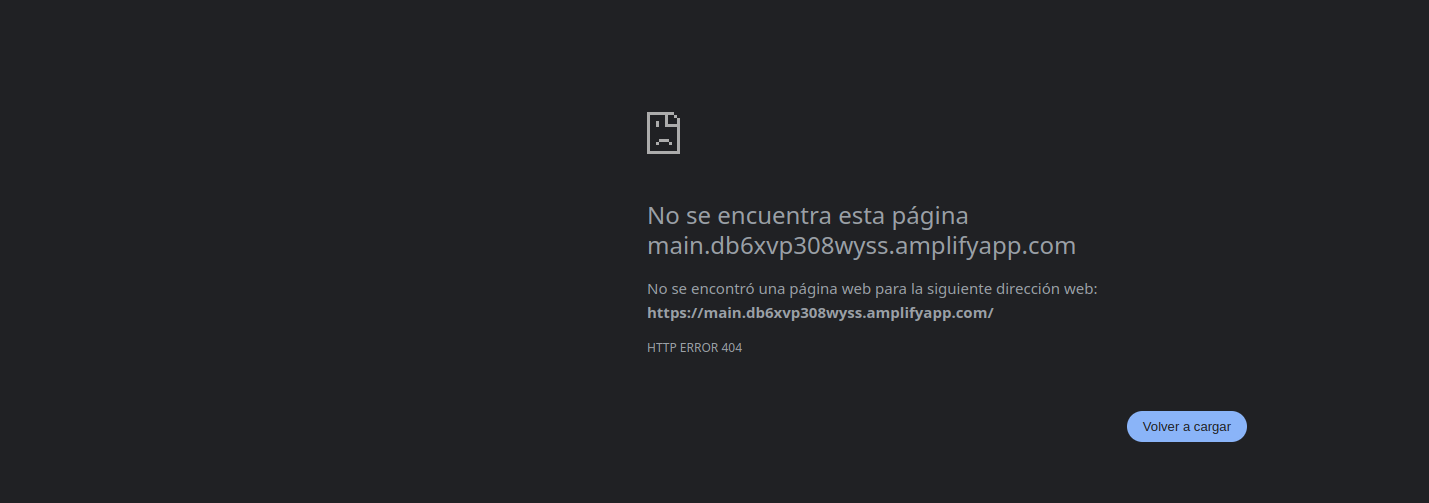 No se encuentra esta página
main.db6xvp308wyss.amplifyapp.com
No se encontró una página web para la siguiente dirección web:
https://main.db6xvp308wyss.amplifyapp.com/
HTTP ERROR 404
Volver a cargar